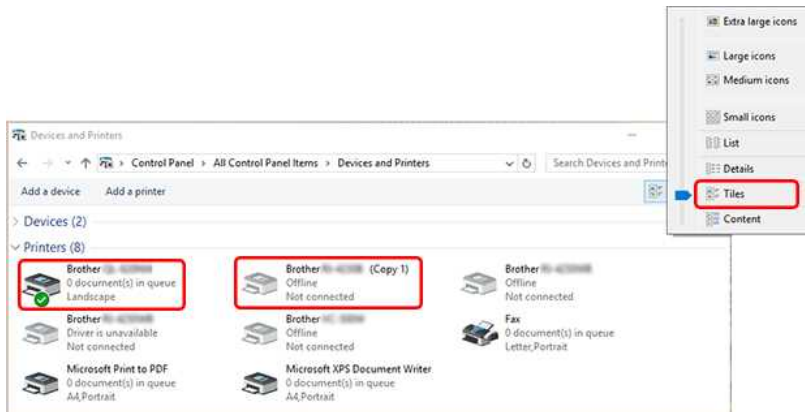 Extra large icons
Large icons
Medium icons
Small icons
List
Details
Tiles
Content
Devices and Printers
Control Panel > All Control Panel Items > Devices and Printers
Search Devices and Print
Add a device Add a printer
Devices (2)
Printers (8)
Brother
0 document(s) in queue
Landscape
Brother (Copy 1)
Offline
Not connected
Brother
Offline
Not connected
Brother
Driver is unavailable
Not connected
Brother
Offline
Not connected
Fax
0 document(s) in queue
Letter,Portrait
Microsoft Print to PDF
0 document(s) in queue
A4,Portrait
Microsoft XPS Document Writer
0 document(s) in queue
A4,Portrait